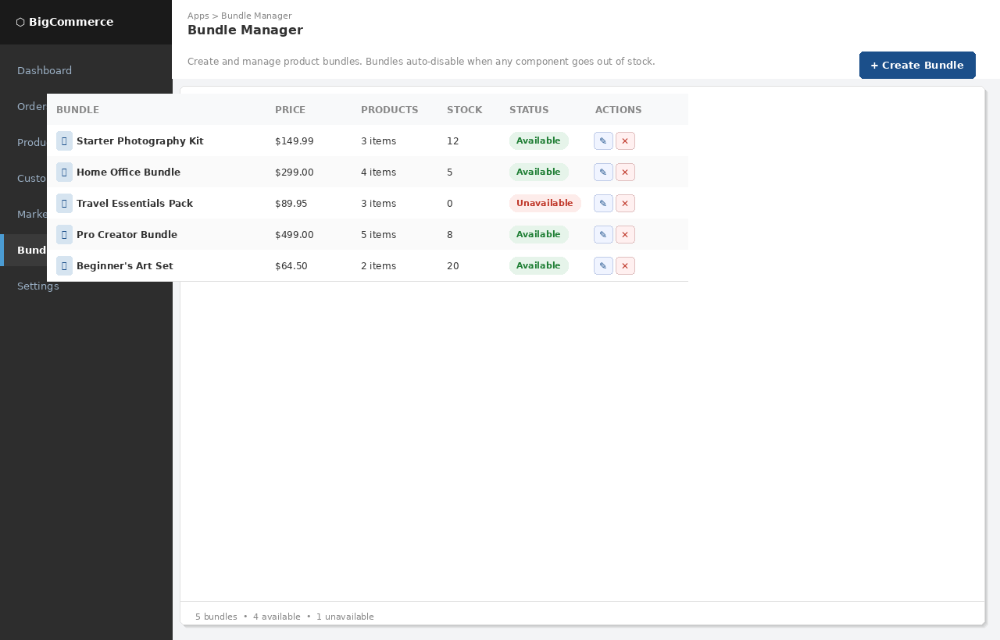 ⬡ BigCommerce
Dashboard
Order
Produ
Custo
Marke
Bund
Settings
Apps > Bundle Manager
Bundle Manager
Create and manage product bundles. Bundles auto-disable when any component goes out of stock.
+ Create Bundle
BUNDLE PRICE PRODUCTS STOCK STATUS ACTIONS
Starter Photography Kit $149.99 3 items 12 Available ✎ ✕
Home Office Bundle $299.00 4 items 5 Available ✎ ✕
Travel Essentials Pack $89.95 3 items 0 Unavailable ✎ ✕
Pro Creator Bundle $499.00 5 items 8 Available ✎ ✕
Beginner's Art Set $64.50 2 items 20 Available ✎ ✕
5 bundles • 4 available • 1 unavailable